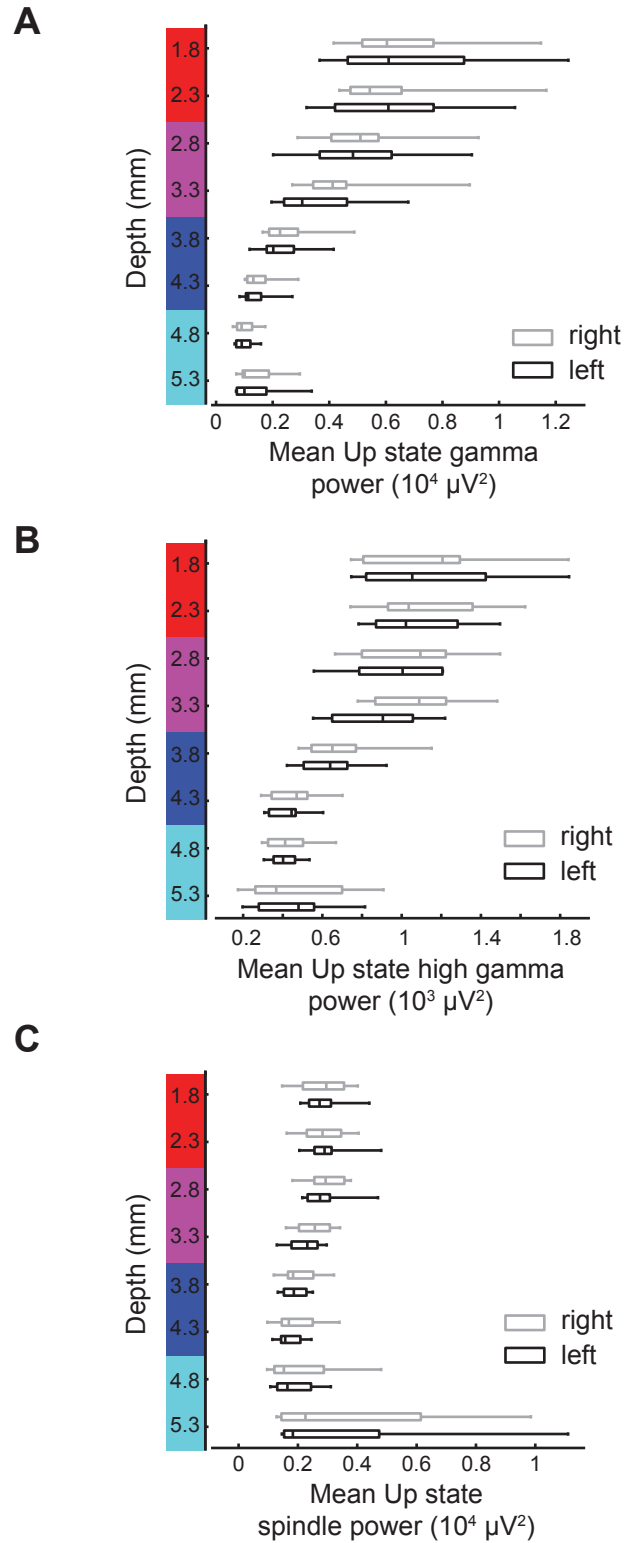 A
Depth (mm)
1.8
2.3
2.8
3.3
3.8
4.3
4.8
5.3
right
left
0 0.2 0.4 0.6 0.8 1 1.2
Mean Up state gamma
power (10⁴ µV²)
B
Depth (mm)
1.8
2.3
2.8
3.3
3.8
4.3
4.8
5.3
right
left
0.2 0.6 1 1.4 1.8
Mean Up state high gamma
power (10³ µV²)
C
Depth (mm)
1.8
2.3
2.8
3.3
3.8
4.3
4.8
5.3
right
left
0 0.2 0.4 0.6 0.8 1
Mean Up state
spindle power (10⁴ µV²)